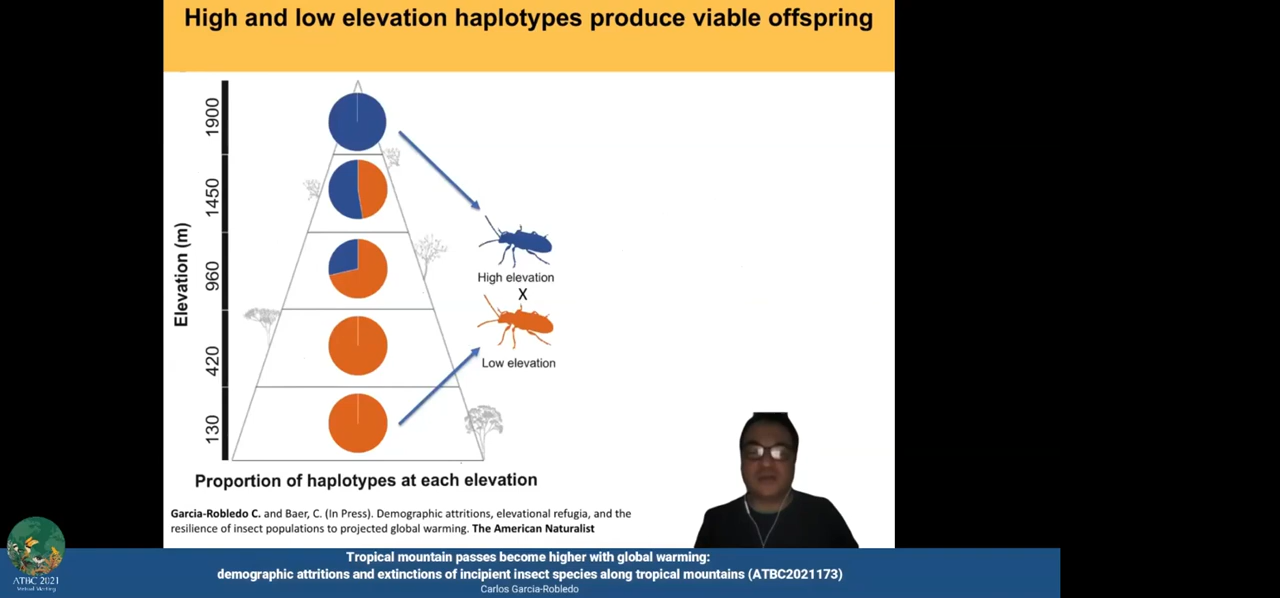 High and low elevation haplotypes produce viable offspring
Elevation (m)
1900
1450
960
420
130
High elevation
X
Low elevation
Proportion of haplotypes at each elevation
Garcia-Robledo C. and Baer, C. (In Press). Demographic attritions, elevational refugia, and the
resilience of insect populations to projected global warming. The American Naturalist
ATBC 2021
Virtual Meeting
Tropical mountain passes become higher with global warming:
demographic attritions and extinctions of incipient insect species along tropical mountains (ATBC2021173)
Carlos Garcia-Robledo